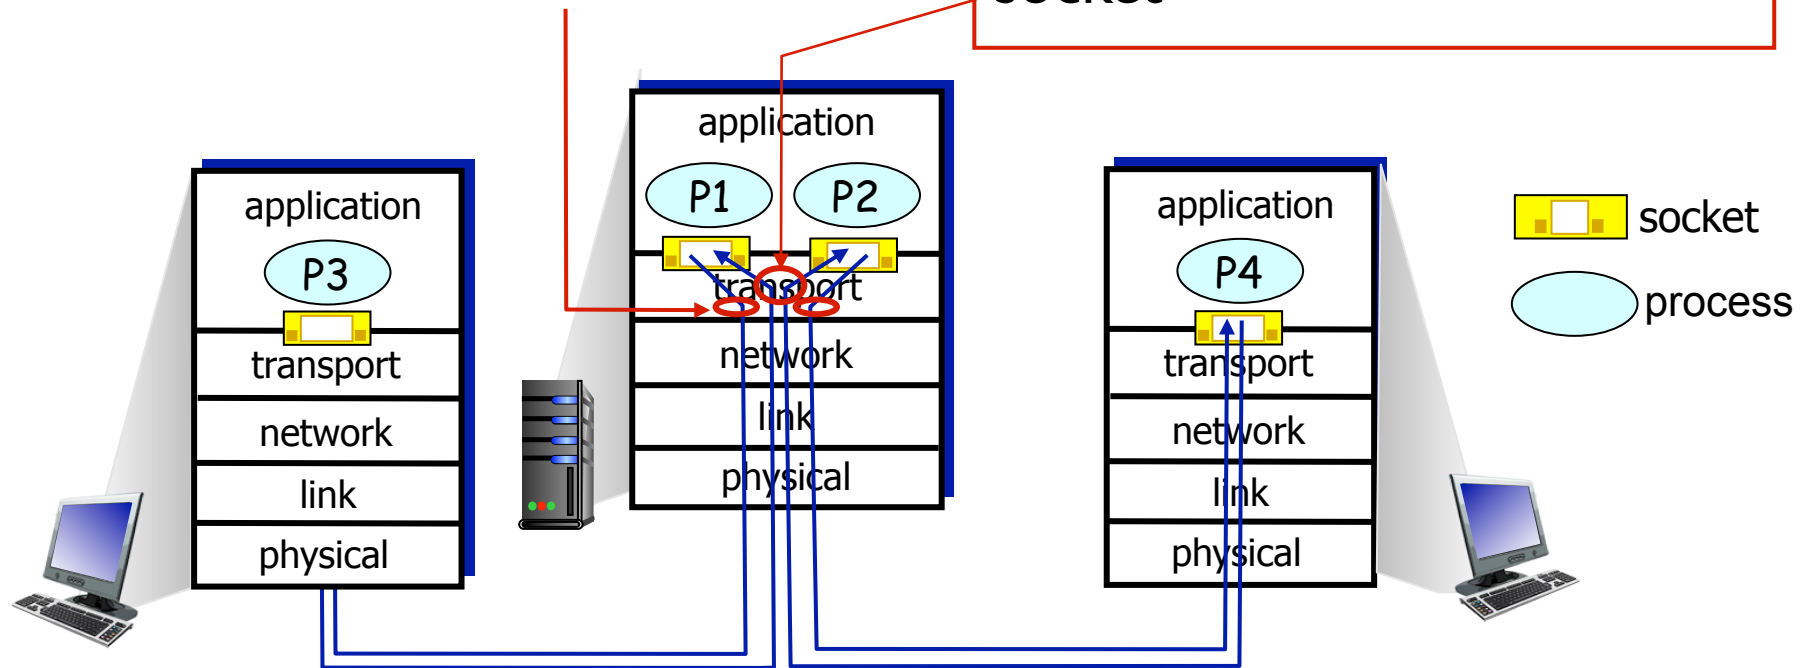 socket
application
P1
P2
transport
network
link
physical
application
P3
transport
network
link
physical
application
P4
transport
network
link
physical
socket
process